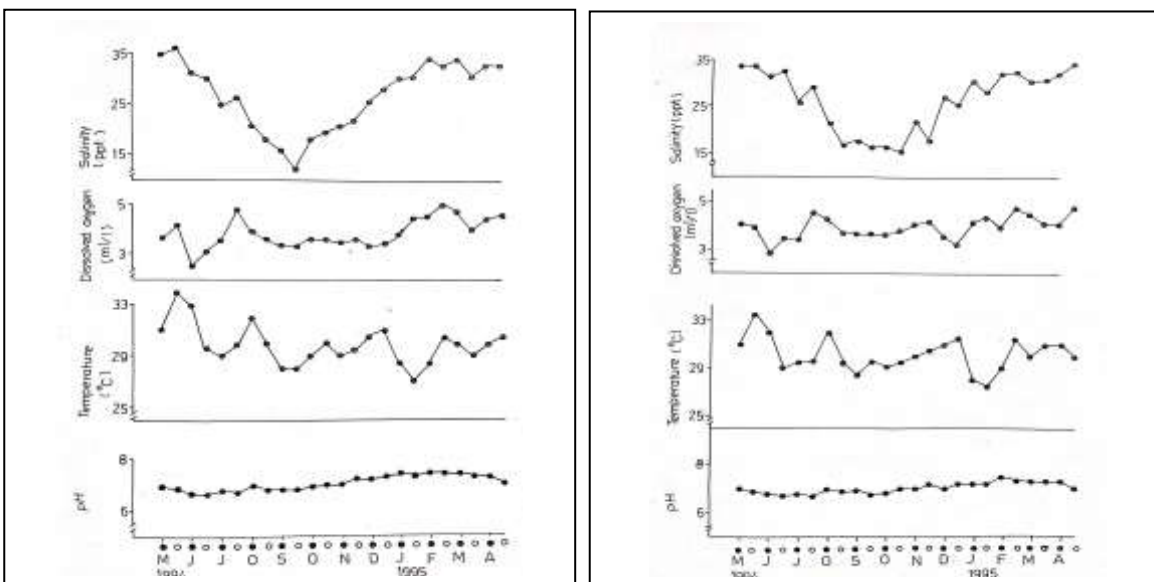 35
25
15
Salinity
(ppt)
5
3
Dissolved oxygen
(ml/l)
33
29
25
Temperature
(°C)
8
6
pH
M J J O S O N D J F M A
1995
35
25
15
Salinity (ppt)
5
3
Dissolved oxygen
(ml/l)
33
29
25
Temperature (°C)
8
6
pH
M J J O S O N D J F M A
1995